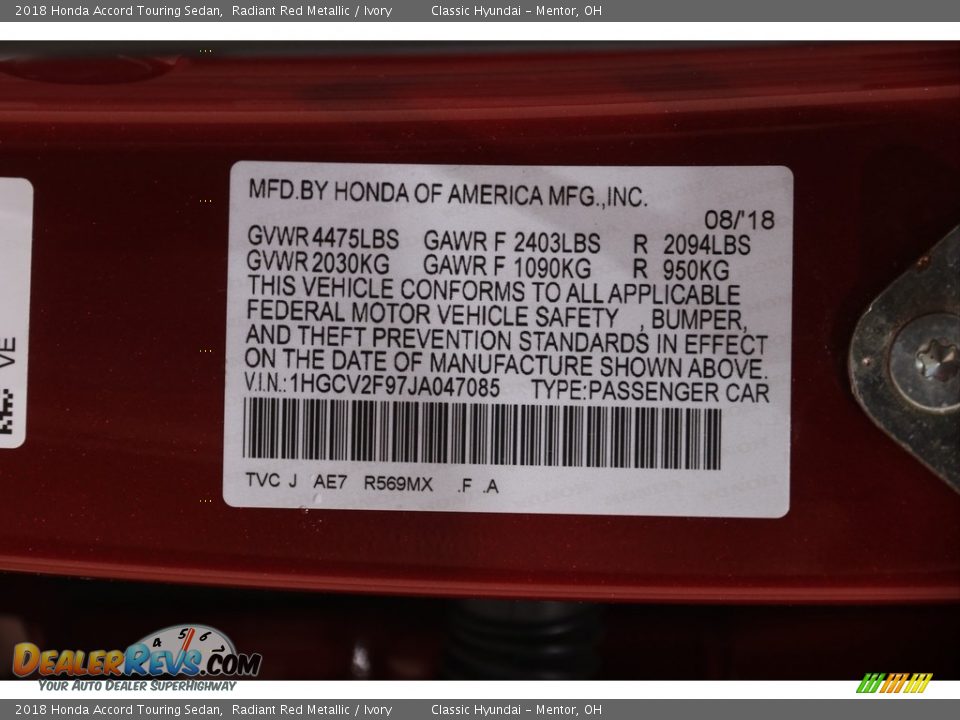 2018 Honda Accord Touring Sedan, Radiant Red Metallic / Ivory Classic Hyundai - Mentor, OH
MFD.BY HONDA OF AMERICA MFG.,INC.
08/'18
GVWR 4475LBS GAWR F 2403LBS R 2094LBS
GVWR 2030KG GAWR F 1090KG R 950KG
THIS VEHICLE CONFORMS TO ALL APPLICABLE
FEDERAL MOTOR VEHICLE SAFETY , BUMPER,
AND THEFT PREVENTION STANDARDS IN EFFECT
ON THE DATE OF MANUFACTURE SHOWN ABOVE.
V.I.N.:1HGCV2F97JA047085 TYPE:PASSENGER CAR
TVC J AE7 R569MX .F .A
VE
4 5 6
DEALERREVS.COM
YOUR AUTO DEALER SUPERHIGHWAY
2018 Honda Accord Touring Sedan, Radiant Red Metallic / Ivory Classic Hyundai - Mentor, OH